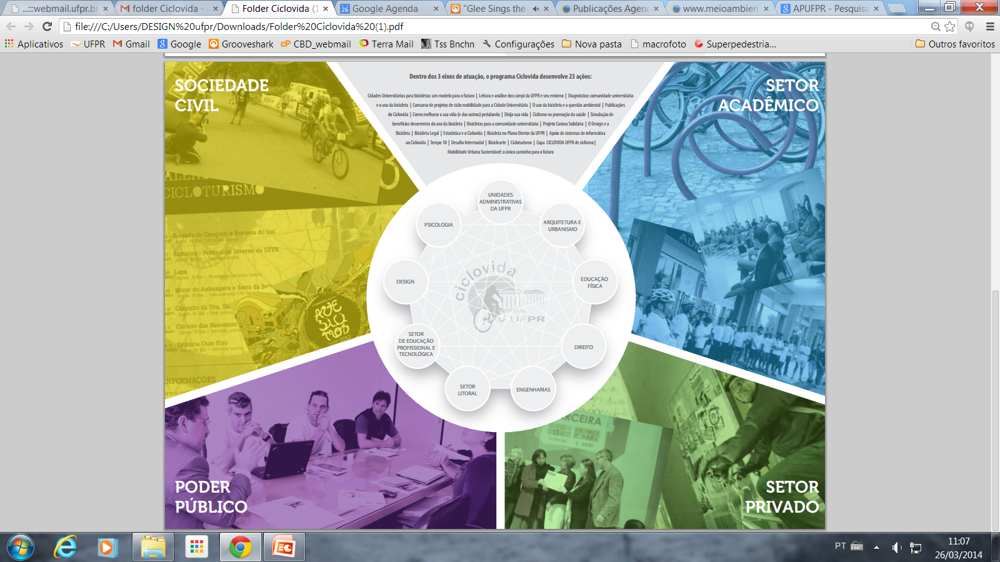 ...:::webmail.ufpr.br
folder Ciclovida -
Folder Ciclovida (1
Google Agenda
"Glee Sings the
Publicações Agen
www.meioambien
APUFPR - Pesquisa
file:///C:/Users/DESIGN%20ufpr/Downloads/Folder%20Ciclovida%20(1).pdf
Aplicativos
UFPR
Gmail
Google
Grooveshark
CBD_webmail
Terra Mail
Tss Bnchn
Configurações
Nova pasta
macrofoto
Superpedestria...
Outros favoritos
SOCIEDADE
CIVIL
Dentro dos 3 eixos de atuação, o programa Ciclovida desenvolve 23 ações:
Cidades Universitárias para bicicletas: um modelo para o futuro | Leitura e análise dos campi da UFPR e seu entorno | Diagnóstico: comunidade universitária
e o uso da bicicleta | Concurso de projetos de ciclo mobilidade para a Cidade Universitária | O uso da bicicleta e a questão ambiental | Publicações
do Ciclovida | Como melhorar a sua vida (e dos outros) pedalando | Dirija sua vida | Ciclismo na promoção da saúde | Simulação de
benefícios decorrentes do uso da bicicleta | Bicicletas para a comunidade universitária | Projeto Carona Solidária | O Design e a
Bicicleta | Bicicleta Legal | Estatística e o Ciclovida | Bicicleta no Plano Diretor da UFPR | Apoio de sistemas de informática
ao Ciclovida | Tempo 10 | Desafio Intermodal | Biciclearte | Cicloturismo | Copa CICLOVIDA UFPR de ciclismo |
Mobilidade Urbana Sustentável: o único caminho para o futuro
SETOR
ACADÊMICO
CICLOTURISMO
3
Fazenda do Canguiri e Represa do Iraí
Antonina - Festival de Inverno da UFPR
Lapa
Morro do Anhangava e Serra da Bai
Caminho da Uva, São
Circuito das Nascentes
Estância Ouro Fino
INFORMAÇÕES
ARTE
BICI
MOB
2012
UNIDADES
ADMINISTRATIVAS
DA UFPR
PSICOLOGIA
ARQUITETURA E
URBANISMO
DESIGN
EDUCAÇÃO
FÍSICA
ciclovida
UFPR
SETOR
DE EDUCAÇÃO
PROFISSIONAL E
TECNOLÓGICA
DIREITO
SETOR
LITORAL
ENGENHARIAS
PODER
PÚBLICO
ARCEIRA
SETOR
PRIVADO
PT
11:07
26/03/2014